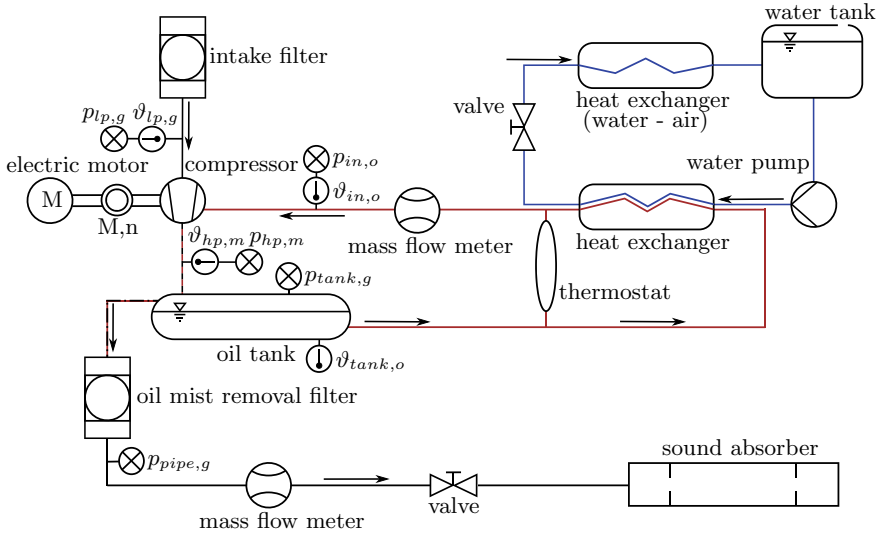 water tank
intake filter
heat exchanger
(water - air)
valve
p_{lp,g} ϑ_{lp,g}
electric motor
compressor
p_{in,o}
water pump
M
ϑ_{in,o}
M,n
mass flow meter
heat exchanger
ϑ_{hp,m} p_{hp,m}
p_{tank,g}
thermostat
oil tank
ϑ_{tank,o}
oil mist removal filter
p_{pipe,g}
sound absorber
mass flow meter
valve